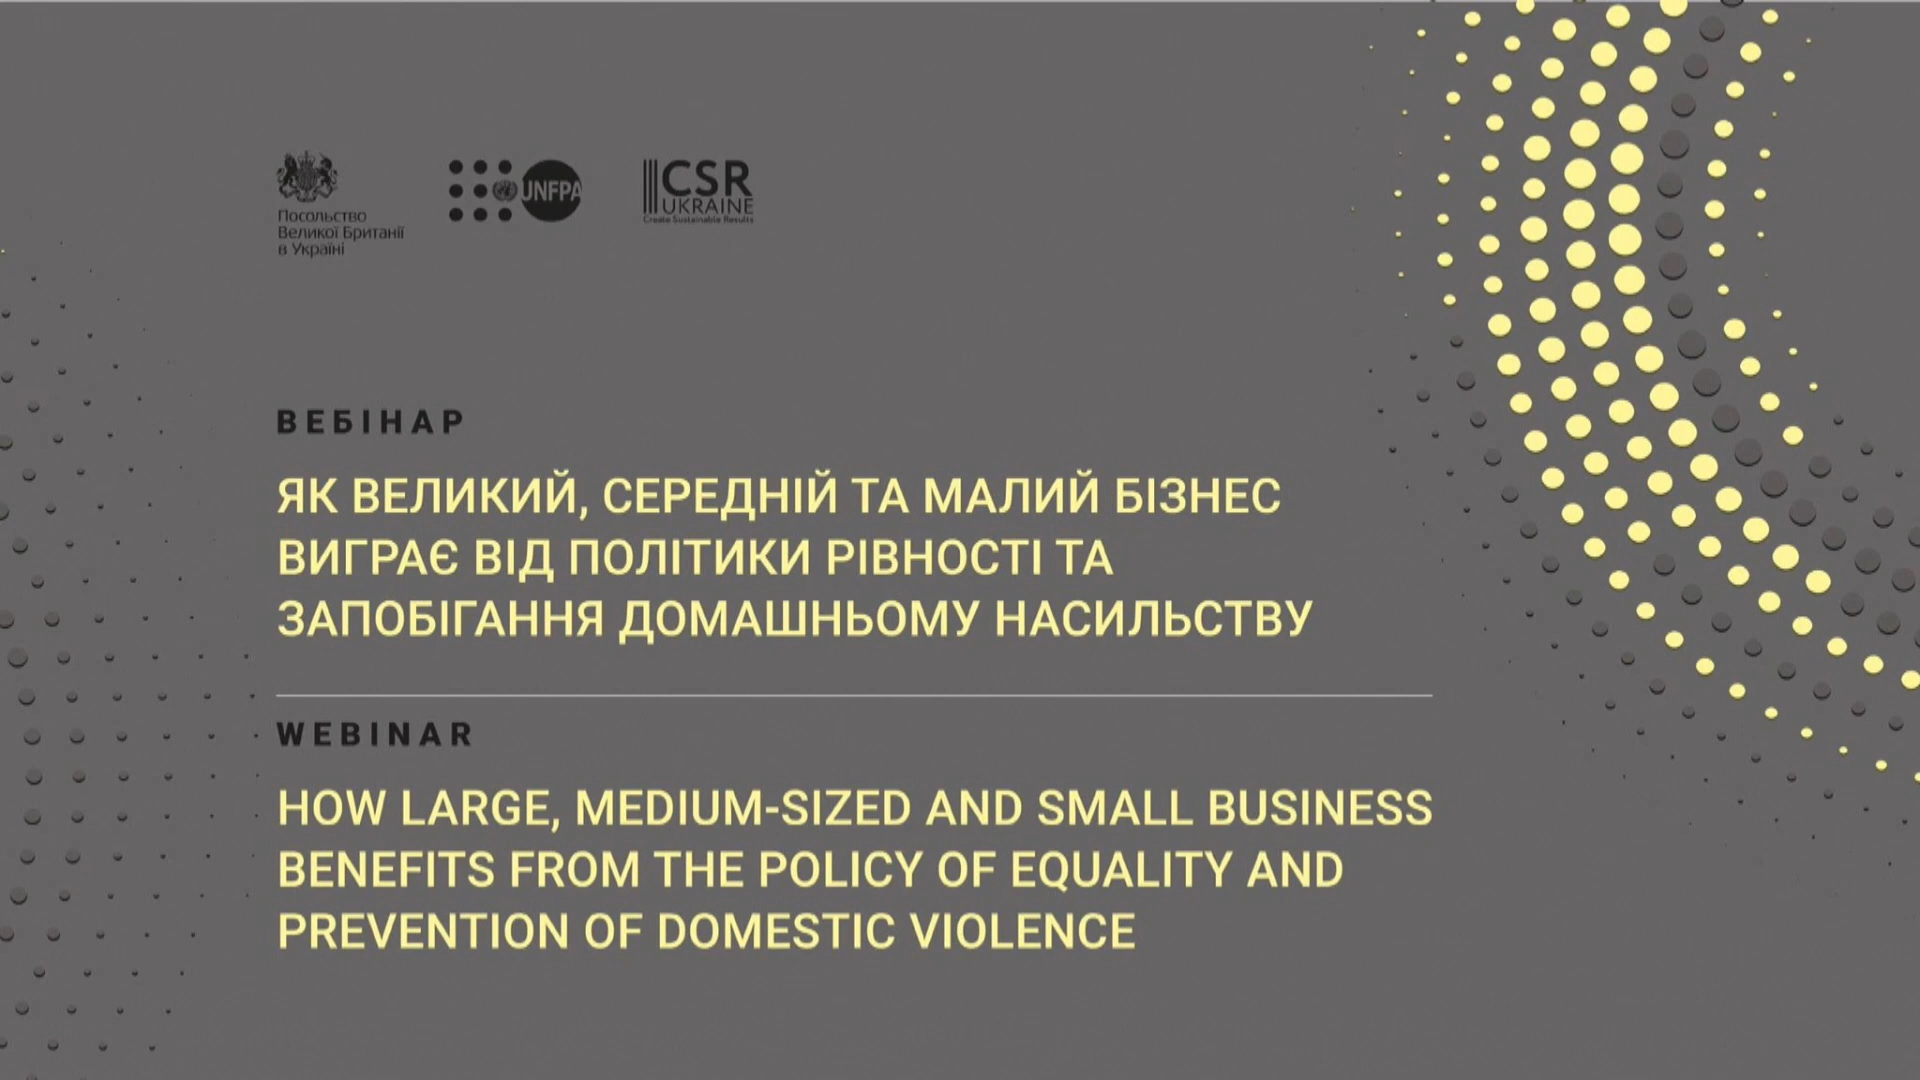 Посольство
Великої Британії
в Україні
UNFPA
CSR
UKRAINE
Create Sustainable Results
ВЕБІНАР
ЯК ВЕЛИКИЙ, СЕРЕДНІЙ ТА МАЛИЙ БІЗНЕС
ВИГРАЄ ВІД ПОЛІТИКИ РІВНОСТІ ТА
ЗАПОБІГАННЯ ДОМАШНЬОМУ НАСИЛЬСТВУ
WEBINAR
HOW LARGE, MEDIUM-SIZED AND SMALL BUSINESS
BENEFITS FROM THE POLICY OF EQUALITY AND
PREVENTION OF DOMESTIC VIOLENCE